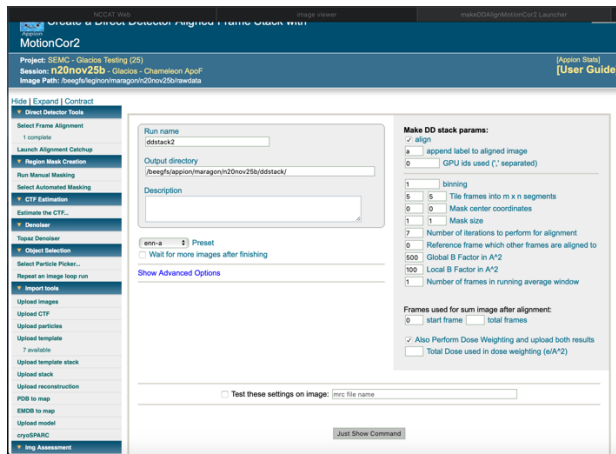 NCCAT Web
image viewer
makeDDAlignMotionCor2 Launcher
Create a Direct Detector Aligned Frame Stack with
Appion
MotionCor2
Project: SEMC - Glacios Testing (25)
Session: n20nov25b - Glacios - Chameleon ApoF
Image Path: /beegfs/leginon/maragon/n20nov25b/rawdata
[Appion Stats]
[User Guide
Hide | Expand | Contract
Direct Detector Tools
Select Frame Alignment
1 complete
Launch Alignment Catchup
Region Mask Creation
Run Manual Masking
Select Automated Masking
CTF Estimation
Estimate the CTF...
Denoiser
Topaz Denoiser
Object Selection
Select Particle Picker...
Repeat an image loop run
Import tools
Upload images
Upload CTF
Upload particles
Upload template
7 available
Upload template stack
Upload stack
Upload reconstruction
PDB to map
EMDB to map
Upload model
cryoSPARC
Img Assessment
Run name
ddstack2
Output directory
/beegfs/appion/maragon/n20nov25b/ddstack/
Description
enn-a Preset
Wait for more images after finishing
Show Advanced Options
Make DD stack params:
align
a append label to aligned image
0 GPU ids used (',' separated)
1 binning
5 5 Tile frames into m x n segments
0 0 Mask center coordinates
1 1 Mask size
7 Number of iterations to perform for alignment
0 Reference frame which other frames are aligned to
500 Global B Factor in A^2
100 Local B Factor in A^2
1 Number of frames in running average window
Frames used for sum image after alignment:
0 start frame total frames
Also Perform Dose Weighting and upload both results
Total Dose used in dose weighting (e/A^2)
Test these settings on image: mrc file name
Just Show Command